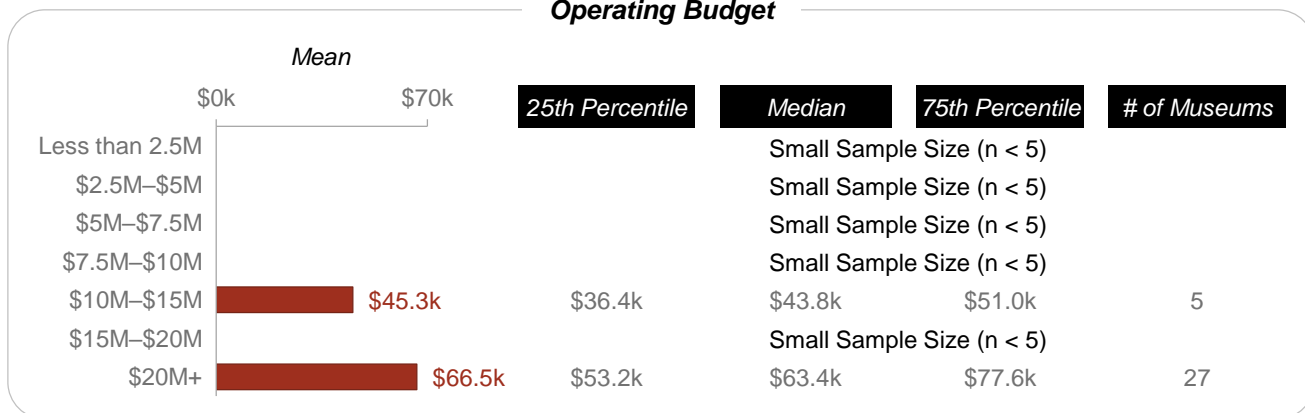 Operating Budget
Mean
$0k $70k 25th Percentile Median 75th Percentile # of Museums
Less than 2.5M Small Sample Size (n < 5)
$2.5M–$5M Small Sample Size (n < 5)
$5M–$7.5M Small Sample Size (n < 5)
$7.5M–$10M Small Sample Size (n < 5)
$10M–$15M $45.3k $36.4k $43.8k $51.0k 5
$15M–$20M Small Sample Size (n < 5)
$20M+ $66.5k $53.2k $63.4k $77.6k 27